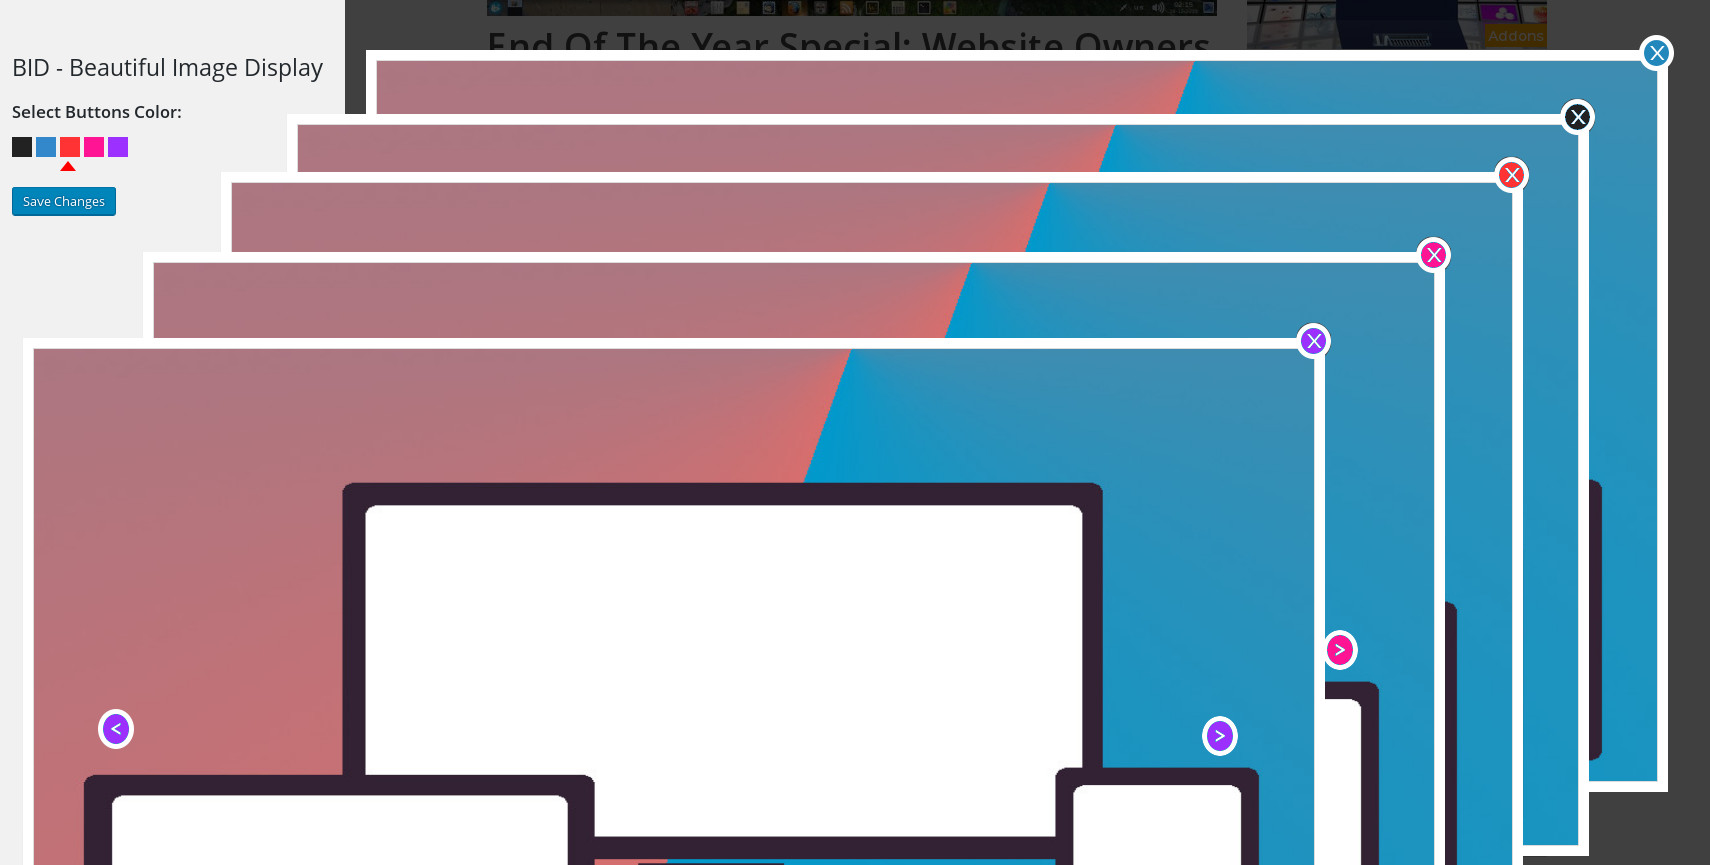 End Of The Year Special: Website Owners
Addons
BID - Beautiful Image Display
Select Buttons Color:
Save Changes
X
X
X
X
X
>
<
>